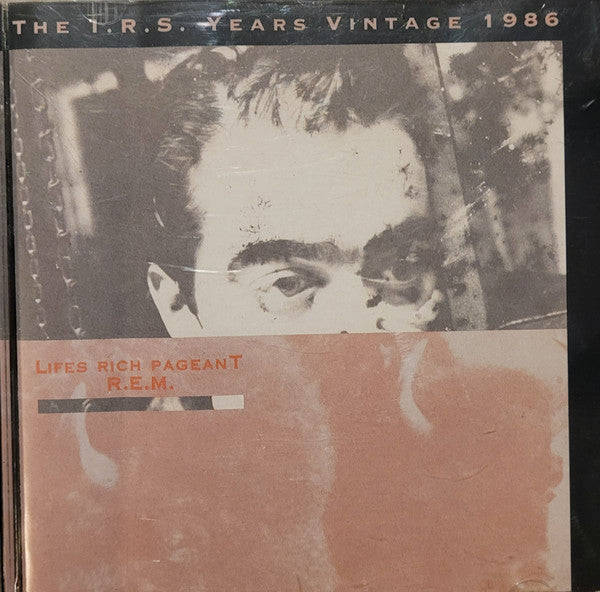 THE I.R.S. YEARS VINTAGE 1986
LIFES RICH PAGEANT
R.E.M.